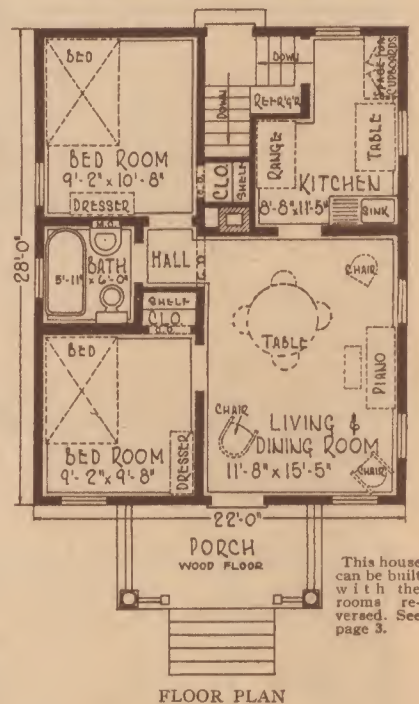 BED
DOWN
DOWN
SPACE FOR
CUPBOARDS
REFR'G'R
BED ROOM
9'-2" x 10'-8"
DRESSER
CLO.
SHELF
RANGE
TABLE
KITCHEN
8'-8" x 11'-5"
SINK
28'-0"
BATH
5'-11" x 6'-0"
HALL
CHAIR
SHELF
CLO.
TABLE
PIANO
BED
CHAIR
LIVING &
DINING ROOM
11'-8" x 15'-5"
CHAIR
BED ROOM
9'-2" x 9'-8"
DRESSER
22'-0"
PORCH
WOOD FLOOR
This house
can be built
with the
rooms re-
versed. See
page 3.
FLOOR PLAN